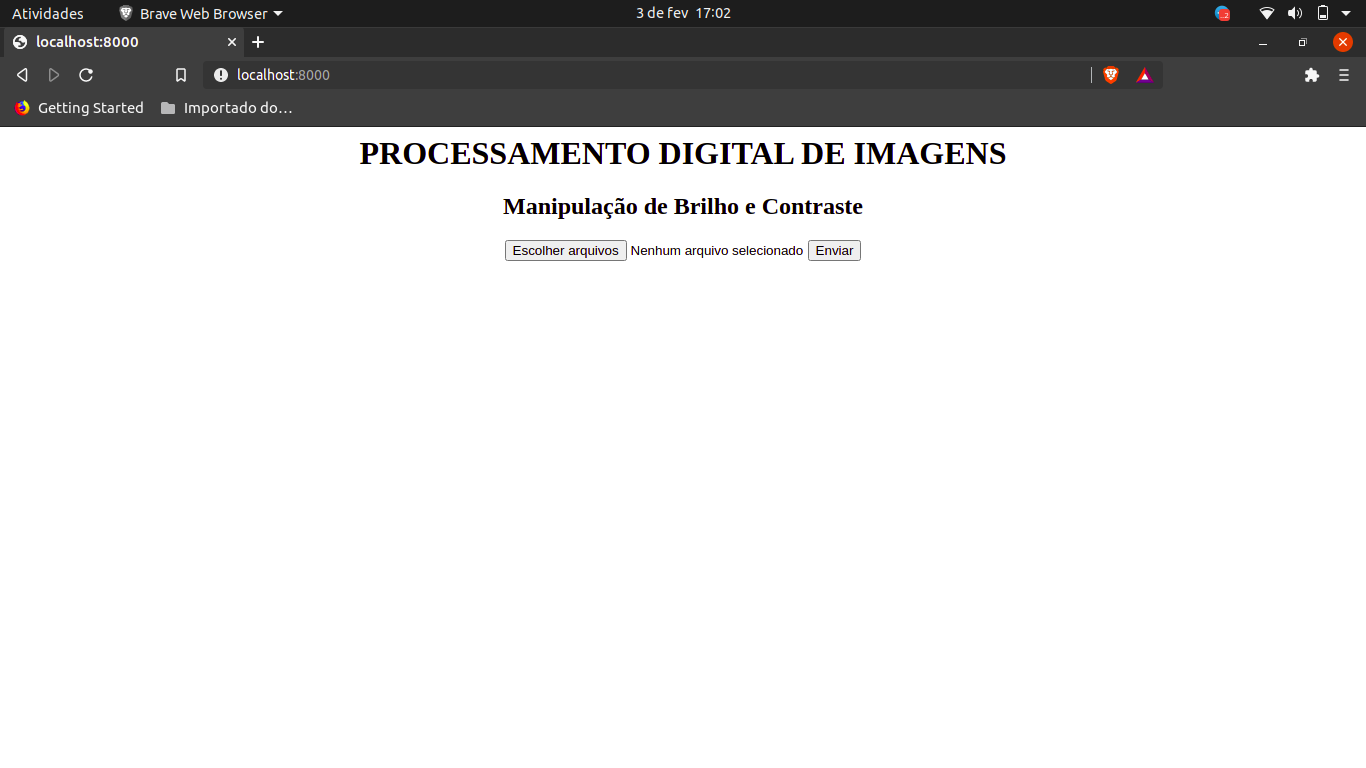 Atividades Brave Web Browser 3 de fev 17:02
localhost:8000
localhost:8000
Getting Started Importado do…
PROCESSAMENTO DIGITAL DE IMAGENS
Manipulação de Brilho e Contraste
Escolher arquivos Nenhum arquivo selecionado Enviar